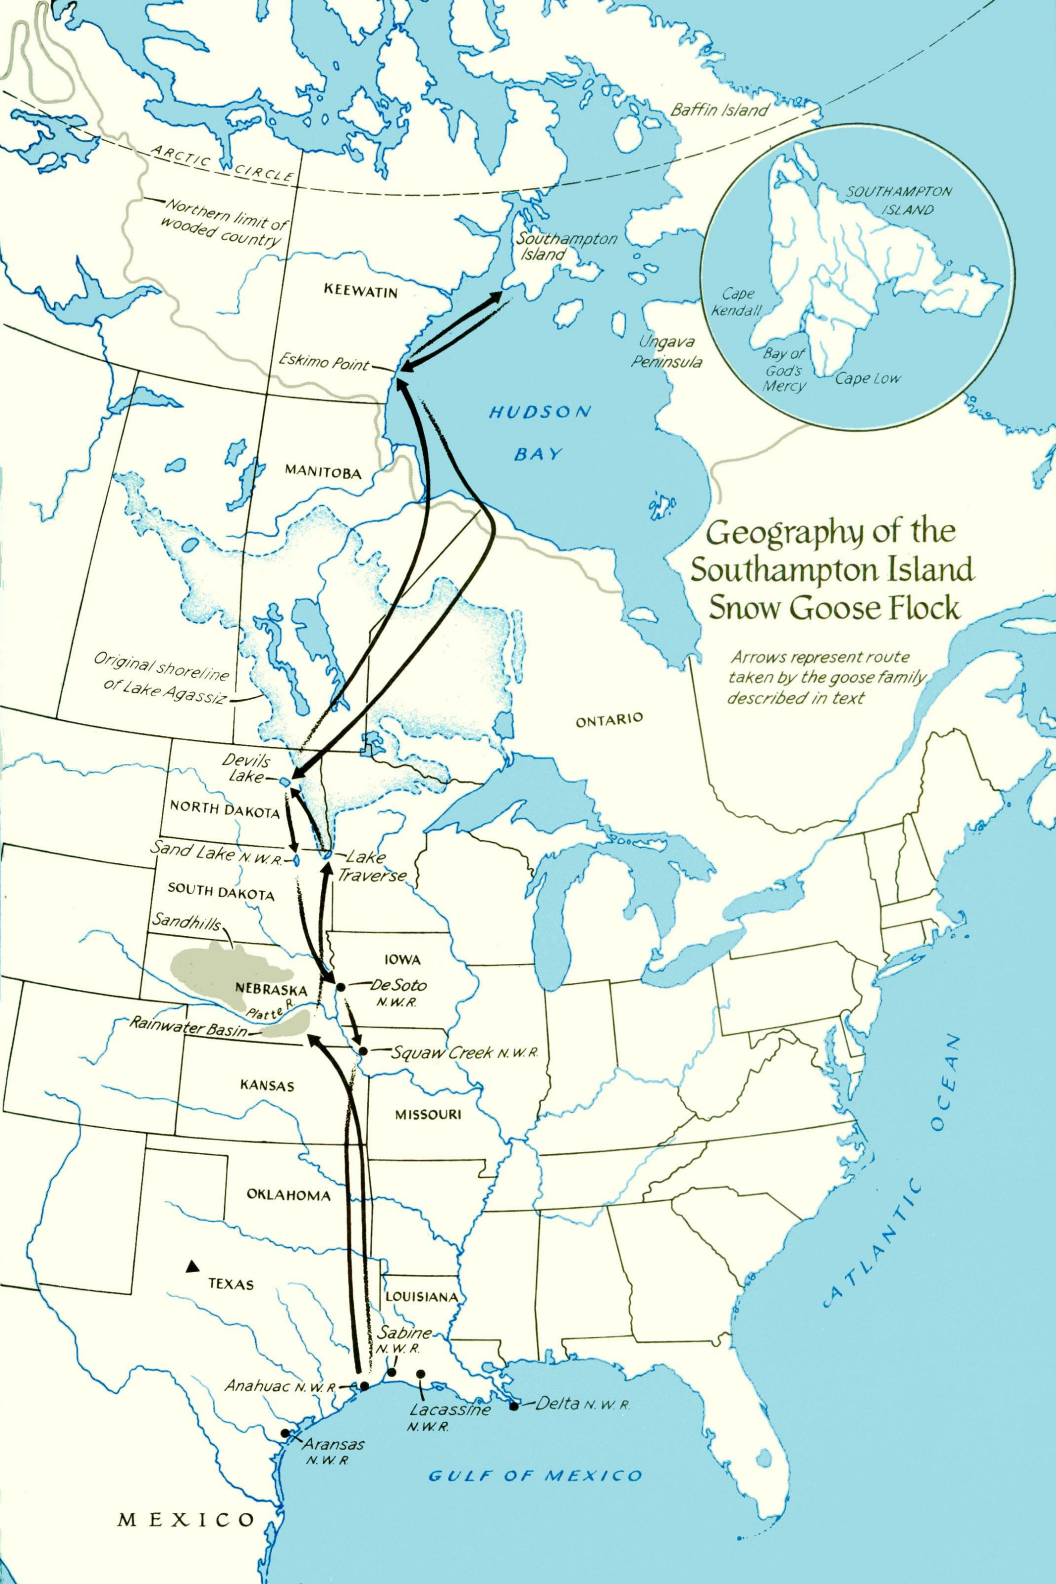 Baffin Island
ARCTIC CIRCLE
Northern limit of
wooded country
SOUTHAMPTON
ISLAND
Southampton
Island
KEEWATIN
Cape
Kendall
Ungava
Peninsula
Bay of
God's
Mercy
Cape Low
Eskimo Point
HUDSON
BAY
MANITOBA
Geography of the
Southampton Island
Snow Goose Flock
Arrows represent route
taken by the goose family
described in text
Original shoreline
of Lake Agassiz
ONTARIO
Devils
Lake
NORTH DAKOTA
Sand Lake N.W.R.
Lake
Traverse
SOUTH DAKOTA
Sandhills
IOWA
NEBRASKA
DeSoto
N.W.R.
Platte R.
Rainwater Basin
Squaw Creek N.W.R.
KANSAS
MISSOURI
ATLANTIC OCEAN
OKLAHOMA
TEXAS
LOUISIANA
Sabine
N.W.R.
Anahuac N.W.R
Lacassine
N.W.R.
Delta N.W.R.
Aransas
N.W.R
GULF OF MEXICO
MEXICO